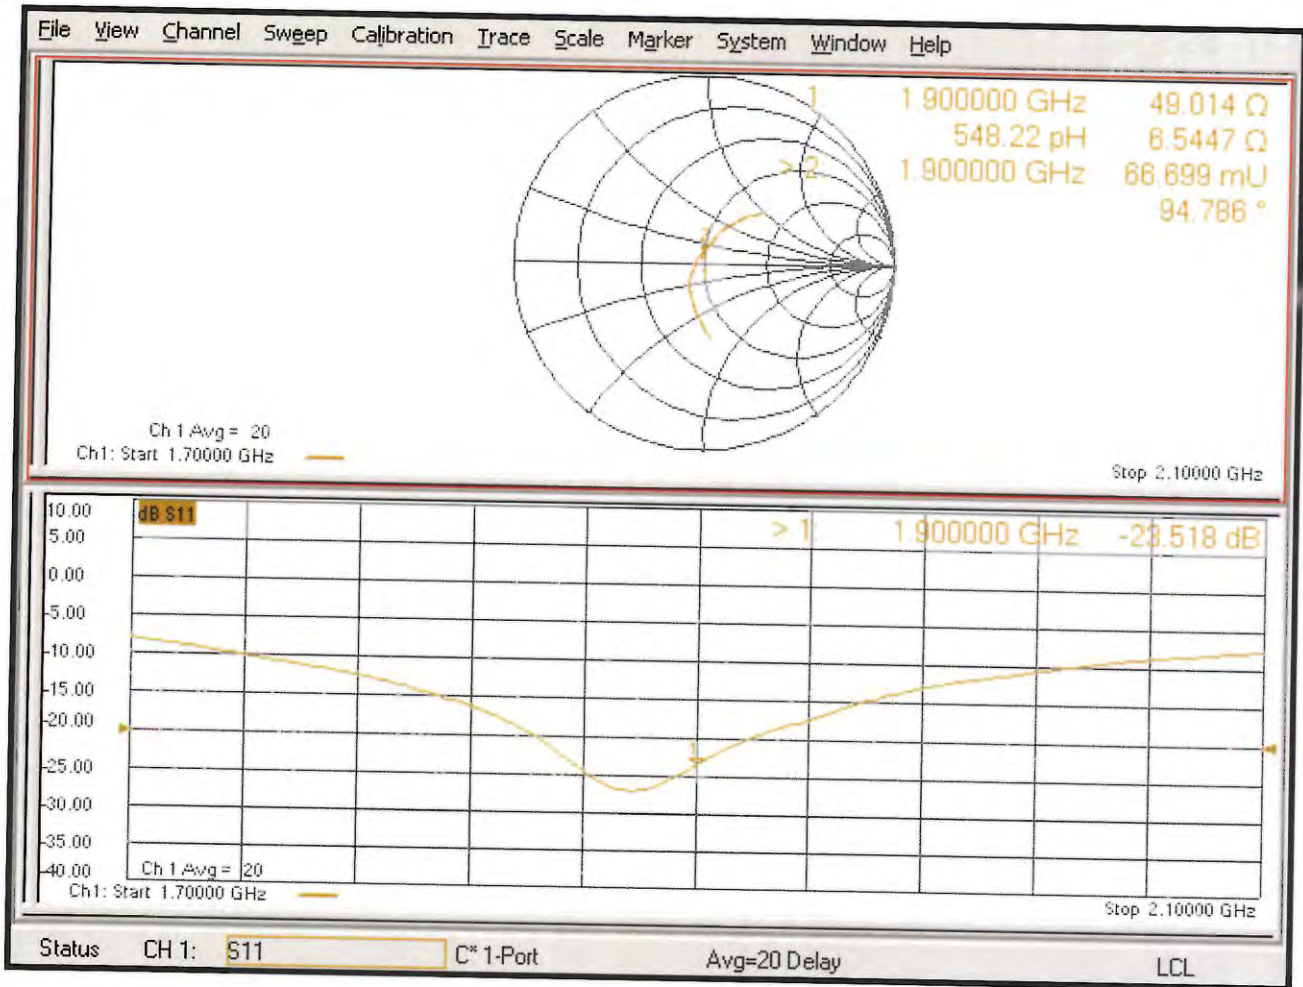 File View Channel Sweep Calibration Trace Scale Marker System Window Help
1 1.900000 GHz 49.014 Ω
548.22 pH 6.5447 Ω
> 2 1.900000 GHz 66.699 mU
94.786 °
2
Ch 1 Avg = 20
Ch1: Start 1.70000 GHz
Stop 2.10000 GHz
10.00 dB S11
> 1 1.900000 GHz -23.518 dB
5.00
0.00
-5.00
-10.00
-15.00
-20.00
1
-25.00
-30.00
-35.00
-40.00
Ch 1 Avg = 20
Ch1: Start 1.70000 GHz
Stop 2.10000 GHz
Status CH 1: S11 C* 1-Port Avg=20 Delay LCL